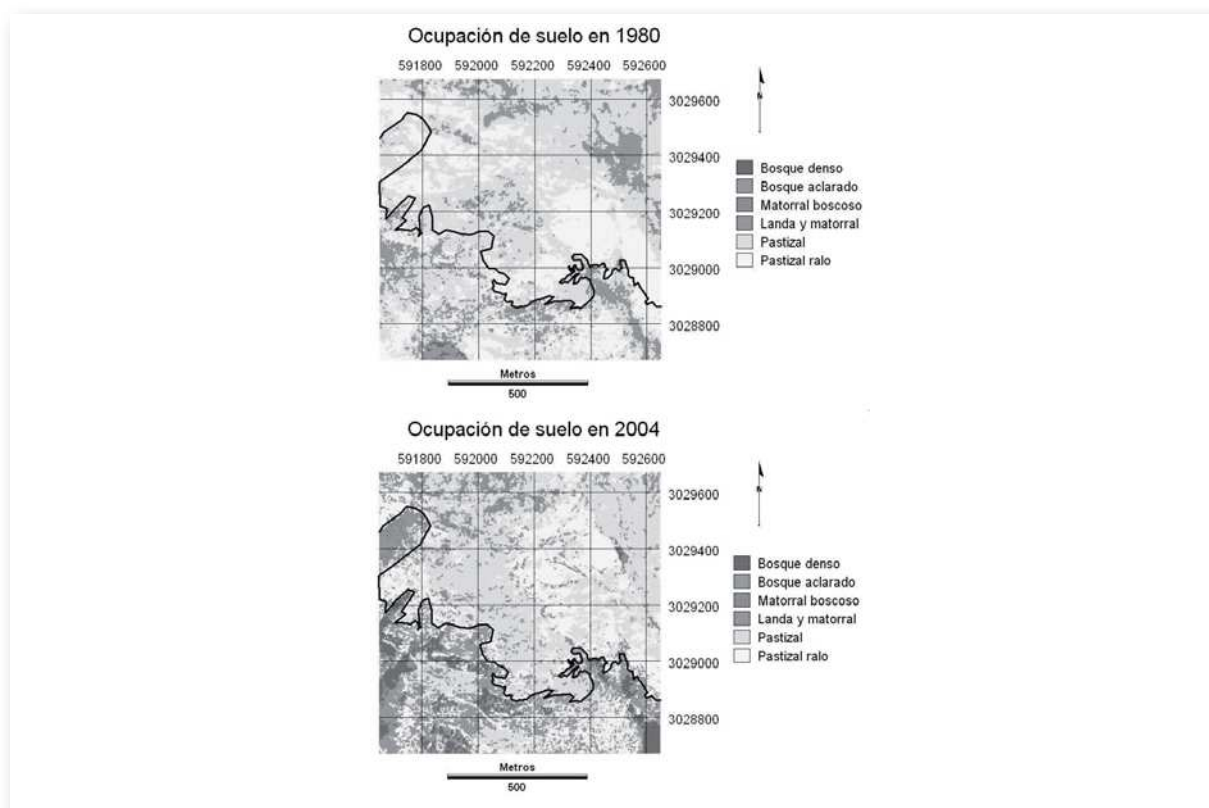 Ocupación de suelo en 1980
591800 592000 592200 592400 592600
3029600
3029400
3029200
3029000
3028800
N
Bosque denso
Bosque aclarado
Matorral boscoso
Landa y matorral
Pastizal
Pastizal ralo
Metros
500
Ocupación de suelo en 2004
591800 592000 592200 592400 592600
3029600
3029400
3029200
3029000
3028800
N
Bosque denso
Bosque aclarado
Matorral boscoso
Landa y matorral
Pastizal
Pastizal ralo
Metros
500